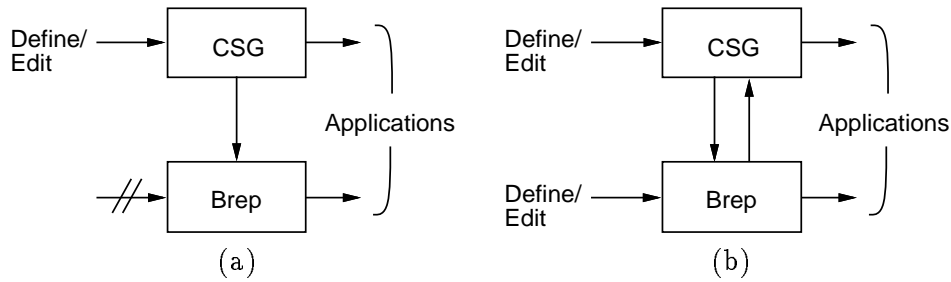 Define/
Edit
CSG
Applications
Brep
(a)
Define/
Edit
CSG
Applications
Define/
Edit
Brep
(b)